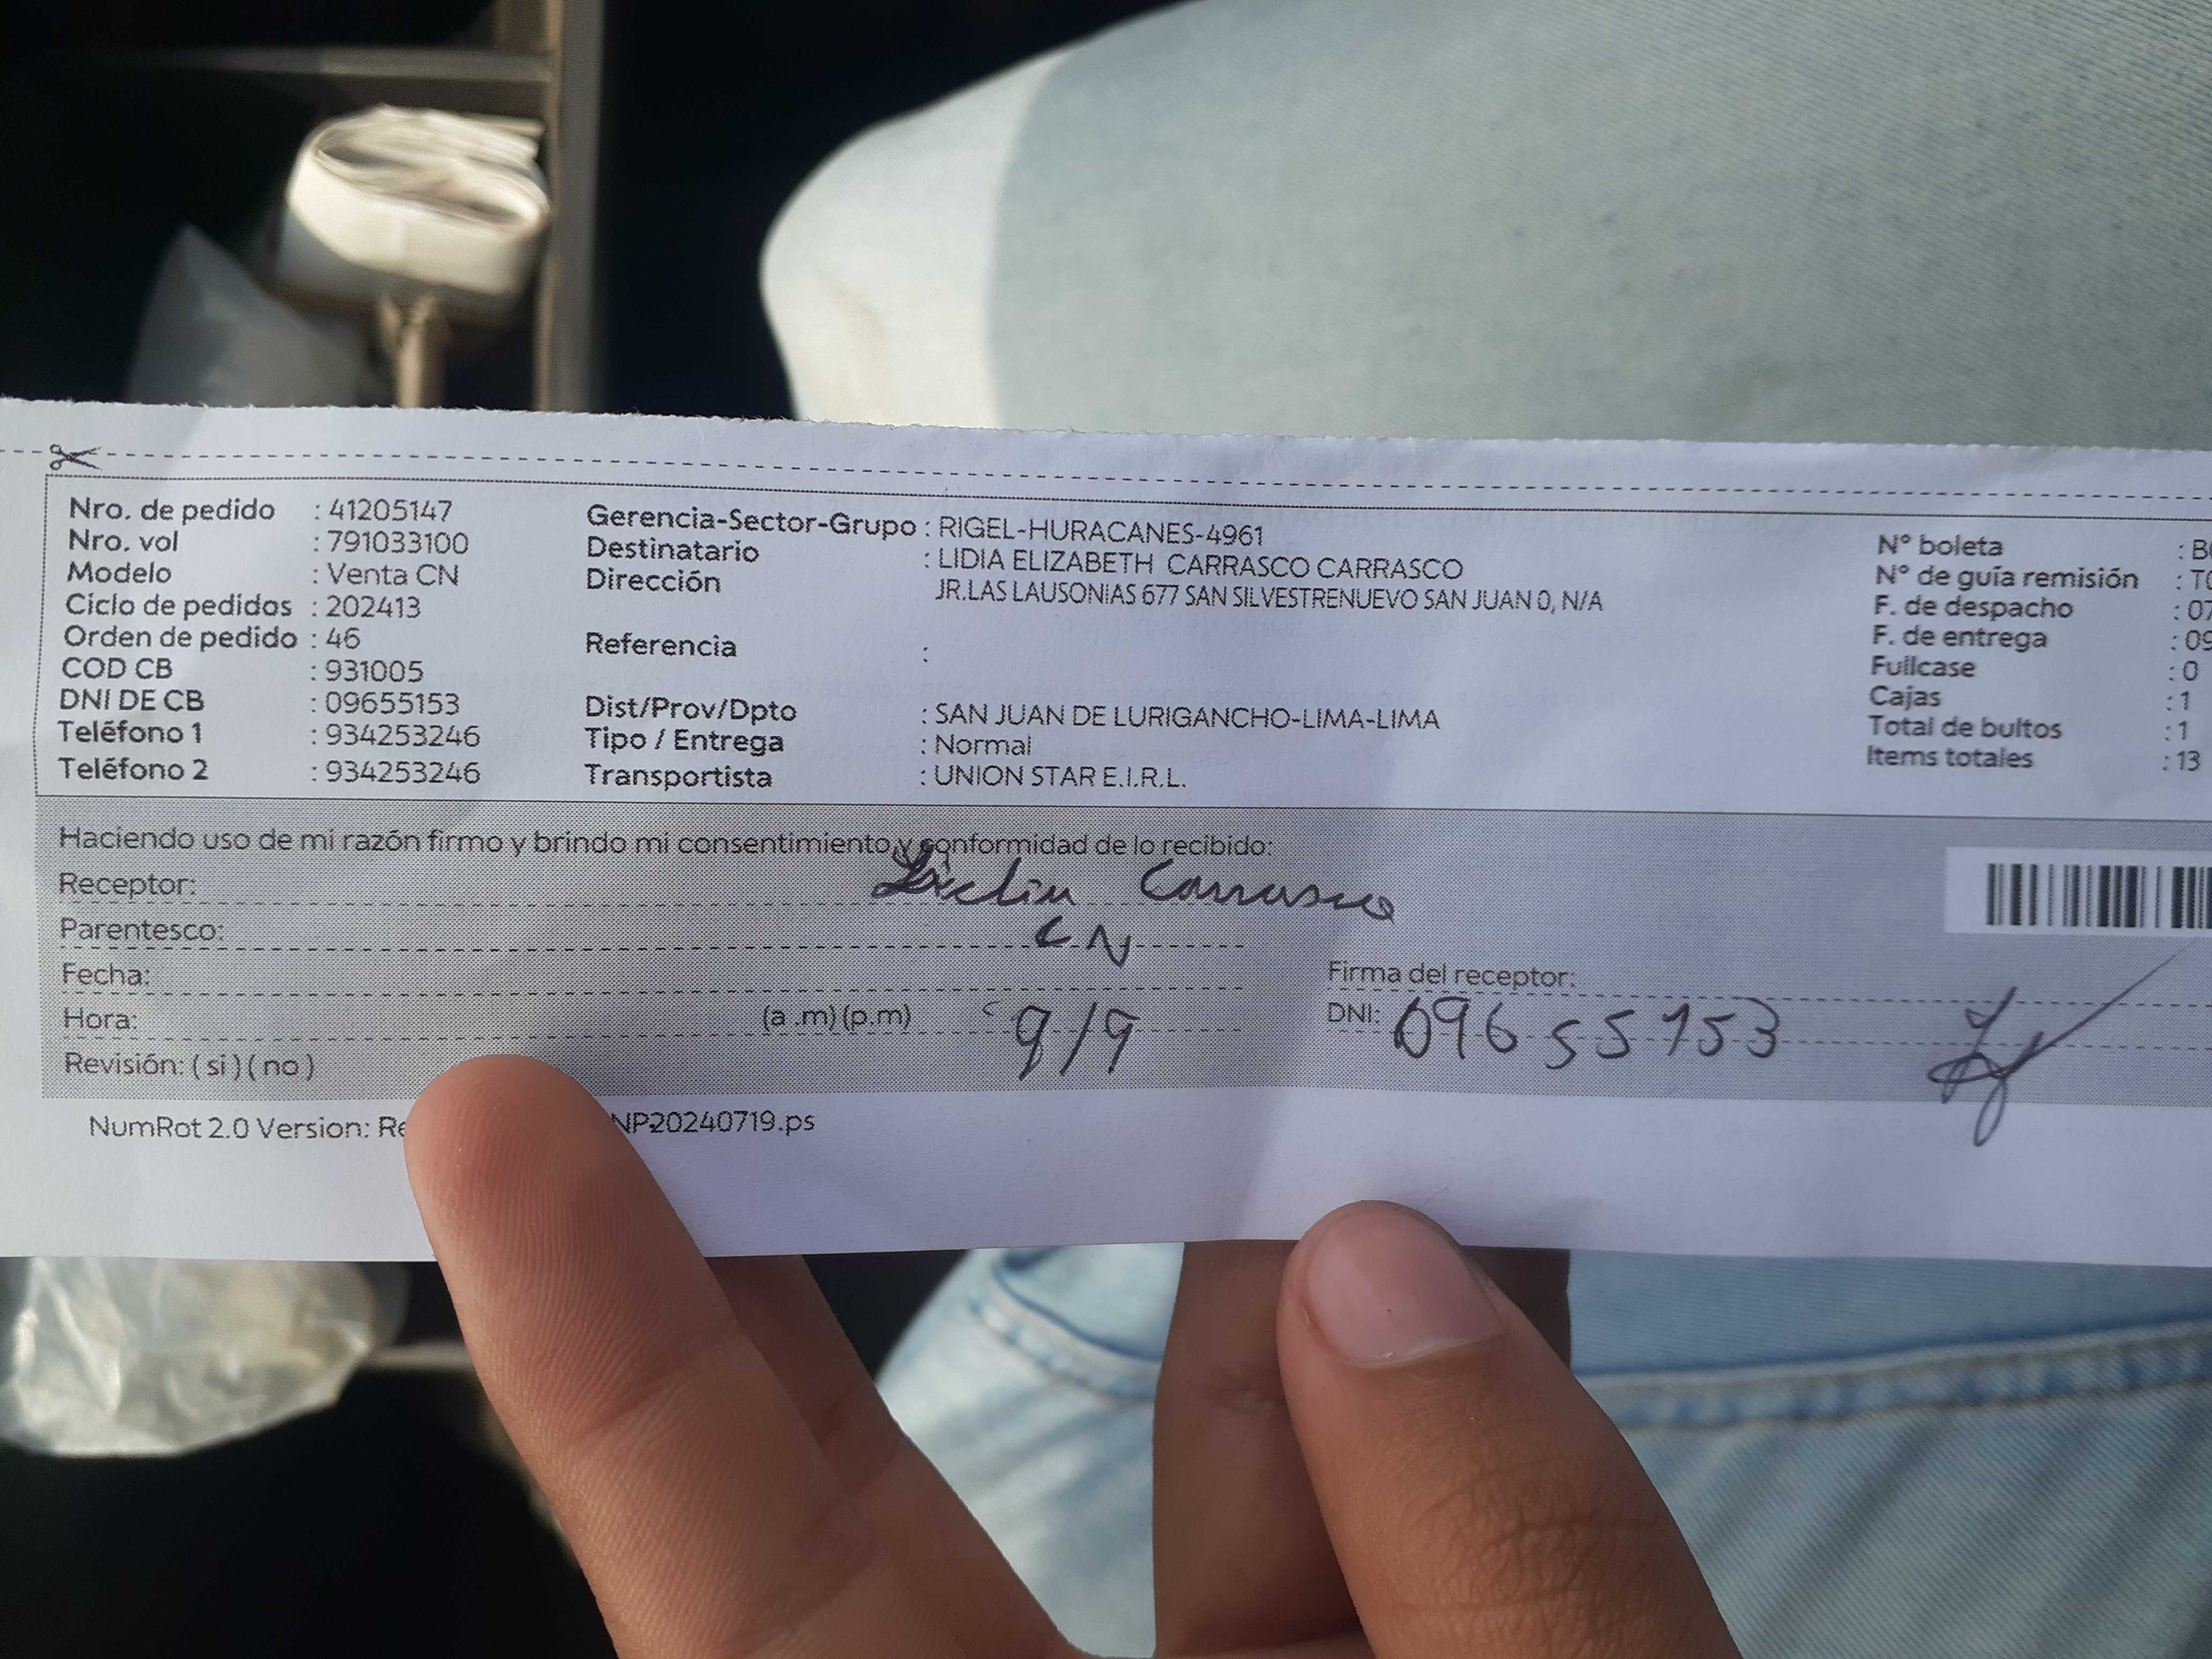 Nro. de pedido : 41205147
Nro. vol : 791033100
Modelo : Venta CN
Ciclo de pedidos : 202413
Orden de pedido : 46
COD CB : 931005
DNI DE CB : 09655153
Teléfono 1 : 934253246
Teléfono 2 : 934253246
Gerencia-Sector-Grupo : RIGEL-HURACANES-4961
Destinatario : LIDIA ELIZABETH CARRASCO CARRASCO
Dirección JR.LAS LAUSONIAS 677 SAN SILVESTRENUEVO SAN JUAN 0, N/A
Referencia :
Dist/Prov/Dpto : SAN JUAN DE LURIGANCHO-LIMA-LIMA
Tipo / Entrega : Normal
Transportista : UNION STAR E.I.R.L.
N° boleta : B
N° de guía remisión : T
F. de despacho : 07
F. de entrega : 09
Fullcase : 0
Cajas : 1
Total de bultos : 1
Items totales : 13
Haciendo uso de mi razón firmo y brindo mi consentimiento y conformidad de lo recibido:
Receptor: Lidia Carrasco
Parentesco: CN
Fecha:
Firma del receptor:
Hora: (a .m) (p.m) 9/9
DNI: 09655153
Revisión: ( si ) ( no )
NumRot 2.0 Version: Re NP20240719.ps